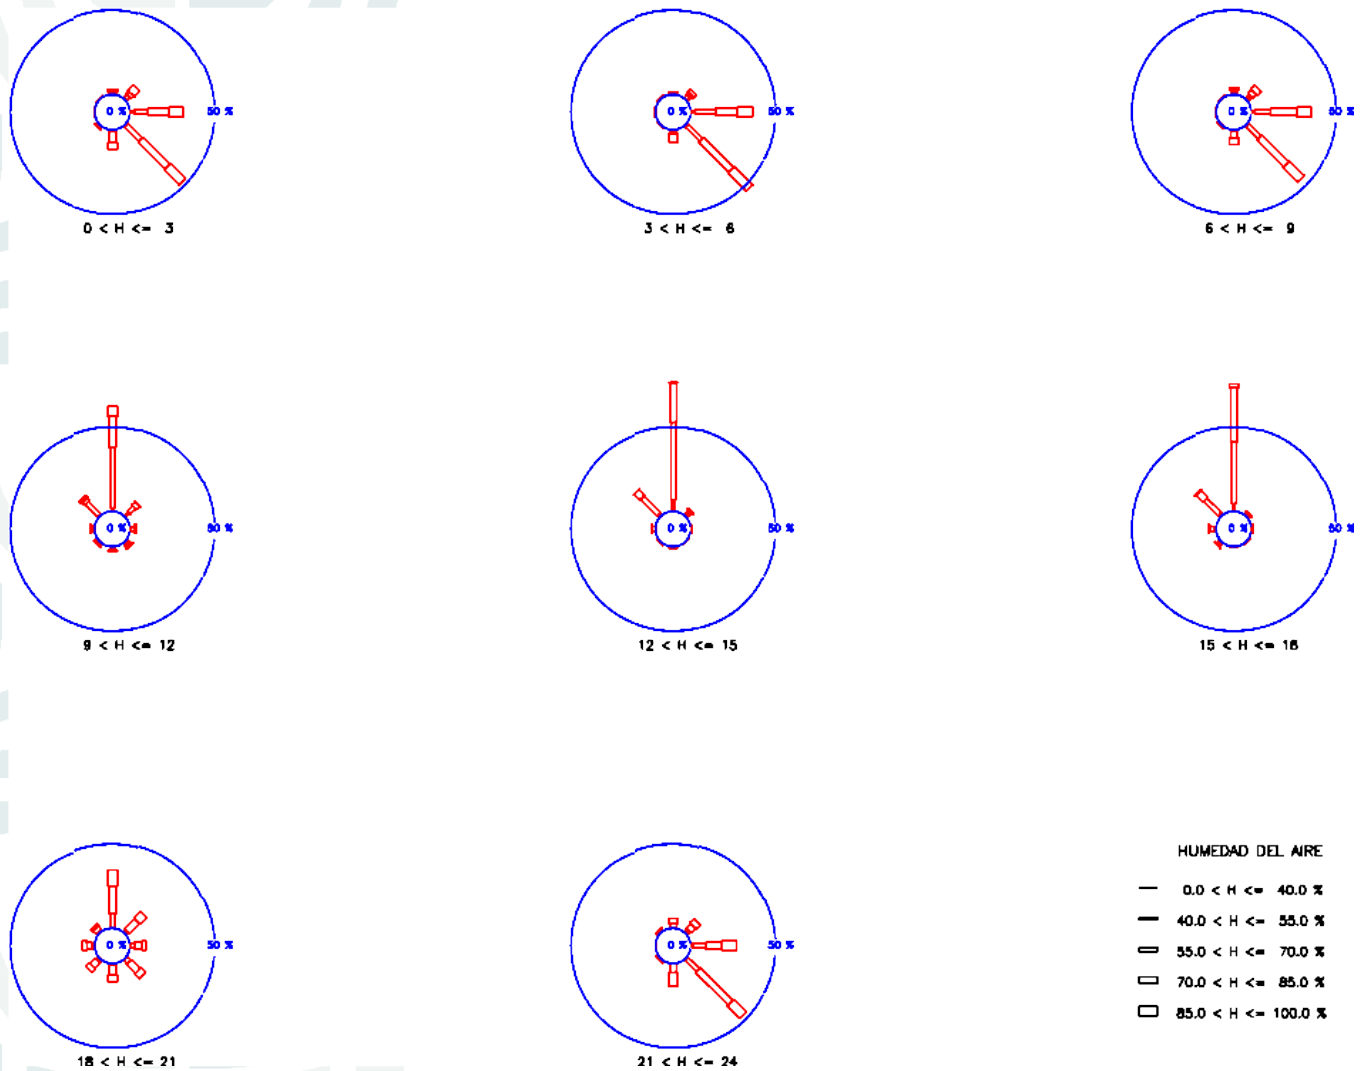 0 % 50 %
0 < H <= 3
0 % 50 %
3 < H <= 6
0 % 50 %
6 < H <= 9
0 % 50 %
9 < H <= 12
0 % 50 %
12 < H <= 15
0 % 50 %
15 < H <= 18
0 % 50 %
18 < H <= 21
0 % 50 %
21 < H <= 24
HUMEDAD DEL AIRE
0.0 < H <= 40.0 %
40.0 < H <= 55.0 %
55.0 < H <= 70.0 %
70.0 < H <= 85.0 %
85.0 < H <= 100.0 %